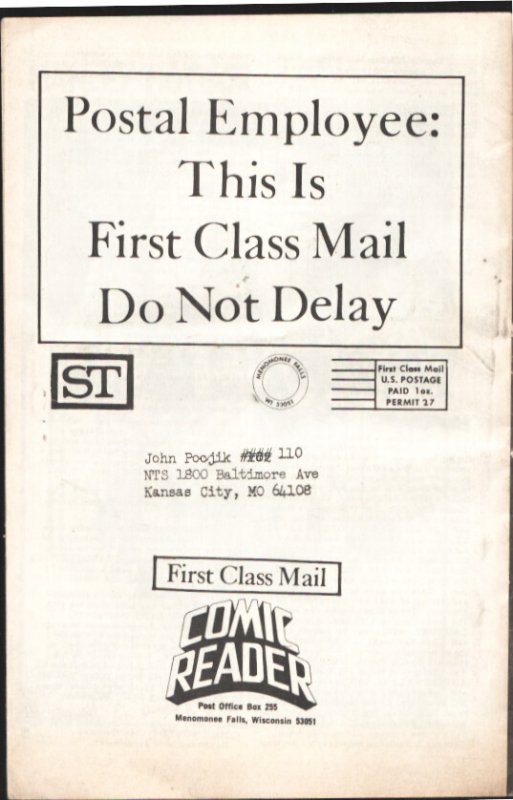 Postal Employee:
This Is
First Class Mail
Do Not Delay
ST
MENOMONEE FALLS
WI 53051
First Class Mail
U.S. POSTAGE
PAID 1oz.
PERMIT 27
John Poodik 110
NTS 1800 Baltimore Ave
Kansas City, MO 64108
First Class Mail
COMIC
READER
Post Office Box 255
Menomonee Falls, Wisconsin 53051